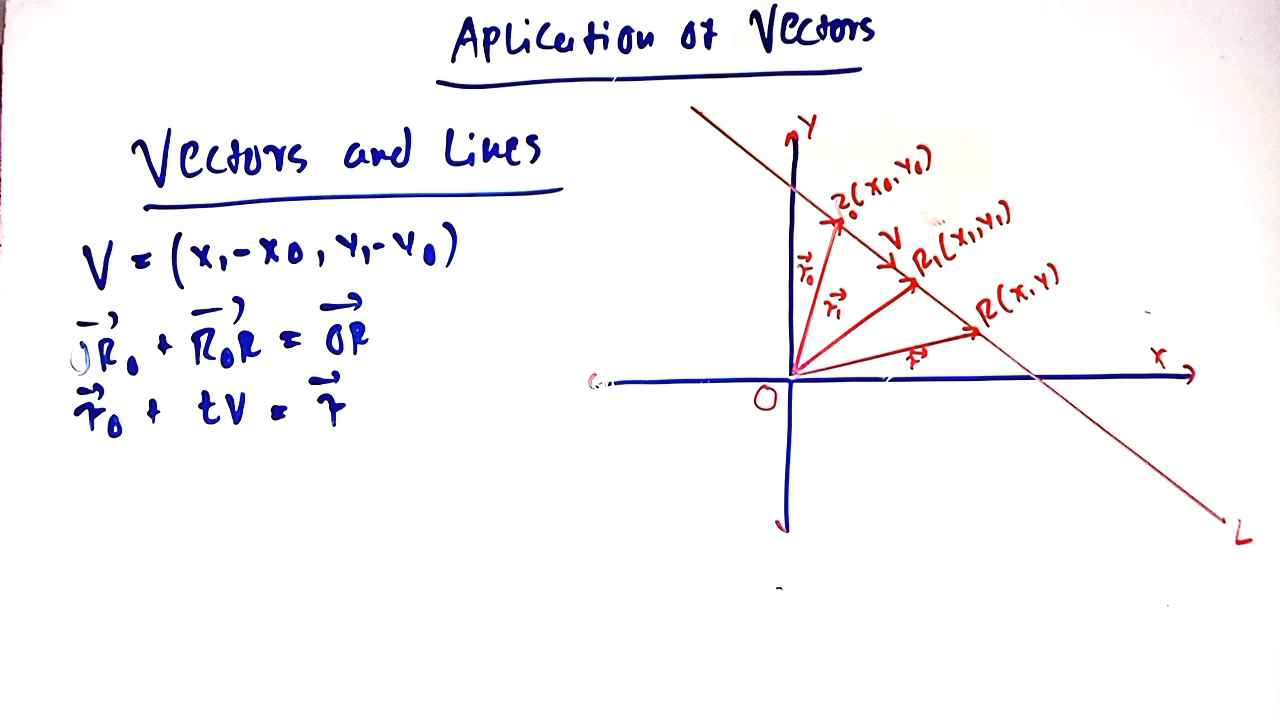 Aplication of Vectors
Vectors and Lines
V = (x₁-x₀, y₁-y₀)
OR₀ + R₀R = OR
r₀ + tV = r
Y
R₀(x₀,y₀)
V
R₁(x₁,y₁)
R(x,y)
r₀
r₁
r
x
O
L